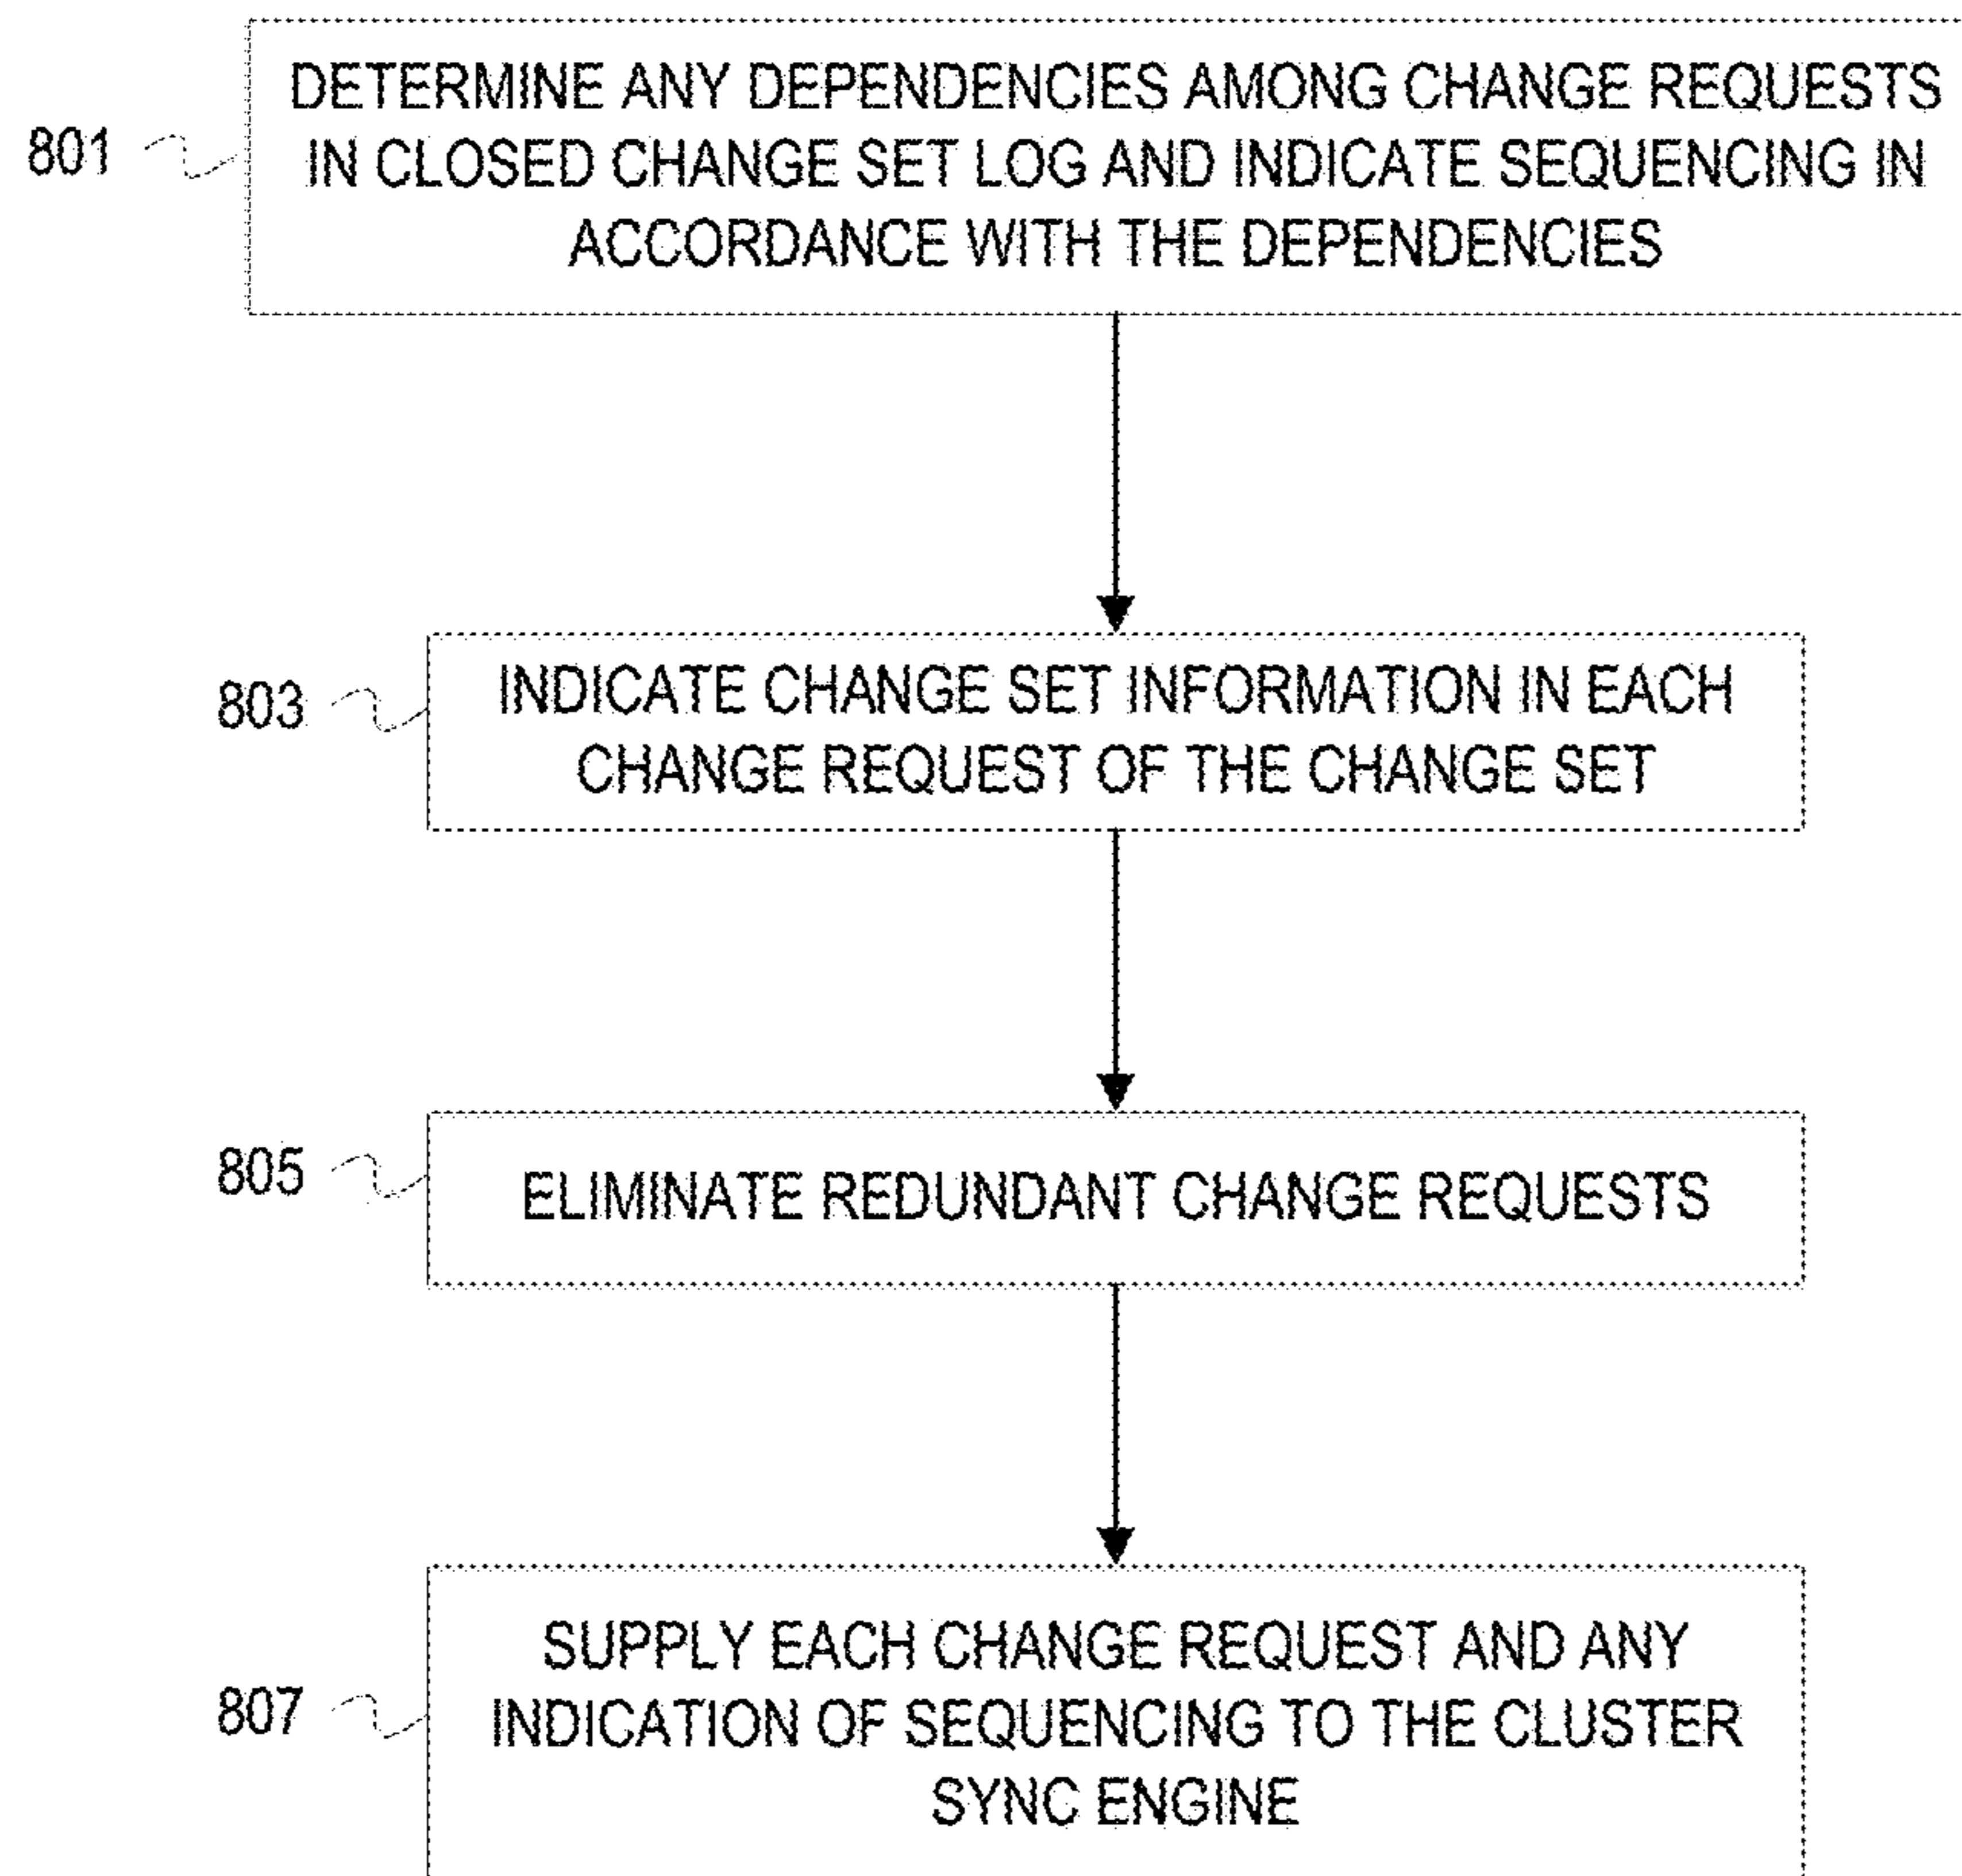 DETERMINE ANY DEPENDENCIES AMONG CHANGE REQUESTS
801 IN CLOSED CHANGE SET LOG AND INDICATE SEQUENCING IN
ACCORDANCE WITH THE DEPENDENCIES
INDICATE CHANGE SET INFORMATION IN EACH
803 CHANGE REQUEST OF THE CHANGE SET
805 ELIMINATE REDUNDANT CHANGE REQUESTS
SUPPLY EACH CHANGE REQUEST AND ANY
807 INDICATION OF SEQUENCING TO THE CLUSTER
SYNC ENGINE